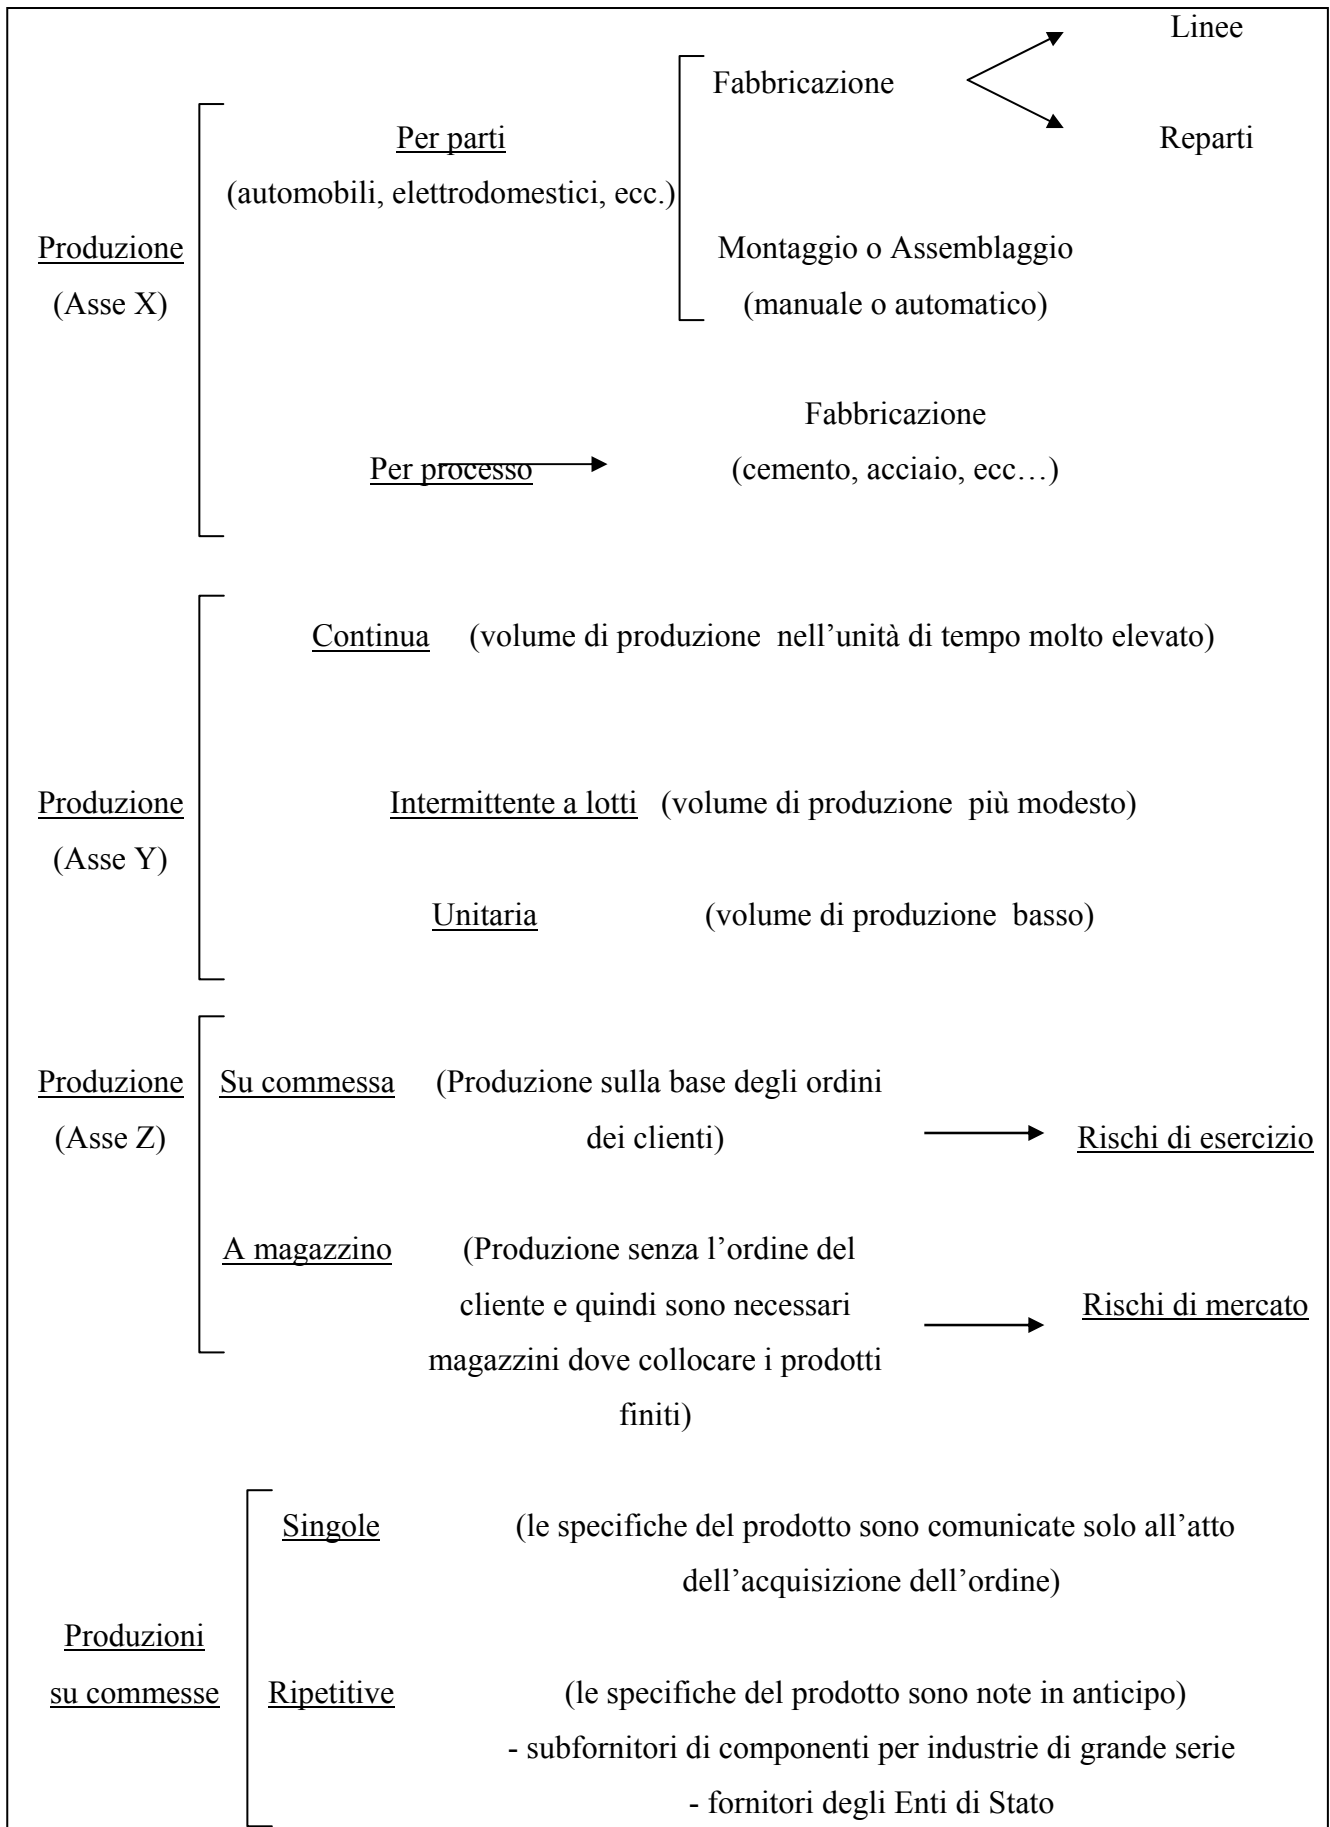 Linee
Fabbricazione
Per parti
Reparti
(automobili, elettrodomestici, ecc.)
Produzione
Montaggio o Assemblaggio
(Asse X)
(manuale o automatico)
Fabbricazione
Per processo
(cemento, acciaio, ecc…)
Continua (volume di produzione nell’unità di tempo molto elevato)
Produzione
Intermittente a lotti (volume di produzione più modesto)
(Asse Y)
Unitaria (volume di produzione basso)
Produzione
Su commessa (Produzione sulla base degli ordini
(Asse Z)
dei clienti)
Rischi di esercizio
A magazzino (Produzione senza l’ordine del
cliente e quindi sono necessari
Rischi di mercato
magazzini dove collocare i prodotti
finiti)
Singole (le specifiche del prodotto sono comunicate solo all’atto
dell’acquisizione dell’ordine)
Produzioni
su commesse
Ripetitive (le specifiche del prodotto sono note in anticipo)
- subfornitori di componenti per industrie di grande serie
- fornitori degli Enti di Stato